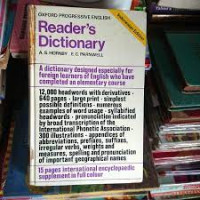 OXFORD PROGRESSIVE ENGLISH
Reader's
Dictionary
A. S. HORNBY E. C. PARNWELL
A dictionary designed especially for
foreign learners of English who have
completed an elementary course
12,000 headwords with derivatives -
640 pages - large print - simplest
possible definitions - numerous
examples of word usage - syllabified
headwords - pronunciation indicated
by broad transcription of the
International Phonetic Association -
300 illustrations - appendices of
abbreviations, prefixes, suffixes,
irregular verbs, weights and
measures, spelling and pronunciation
of important geographical names
15 pages international encyclopaedic
supplement in full colour